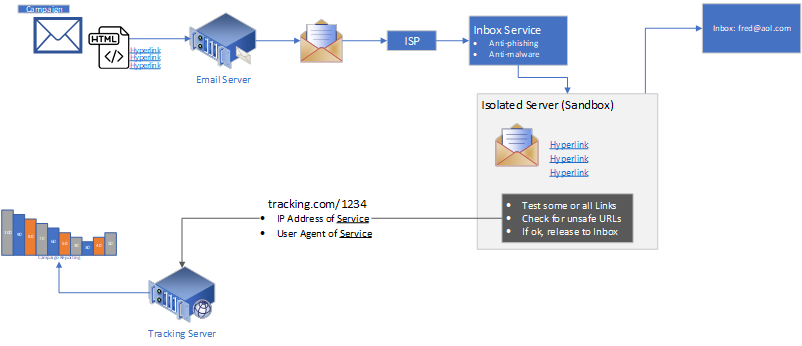 Campaign
HTML
Hyperlink
Hyperlink
Hyperlink
Email Server
ISP
Inbox Service
• Anti-phishing
• Anti-malware
Inbox: fred@aol.com
Isolated Server (Sandbox)
Hyperlink
Hyperlink
Hyperlink
• Test some or all Links
• Check for unsafe URLs
• If ok, release to Inbox
tracking.com/1234
• IP Address of Service
• User Agent of Service
Campaign Reporting
Tracking Server